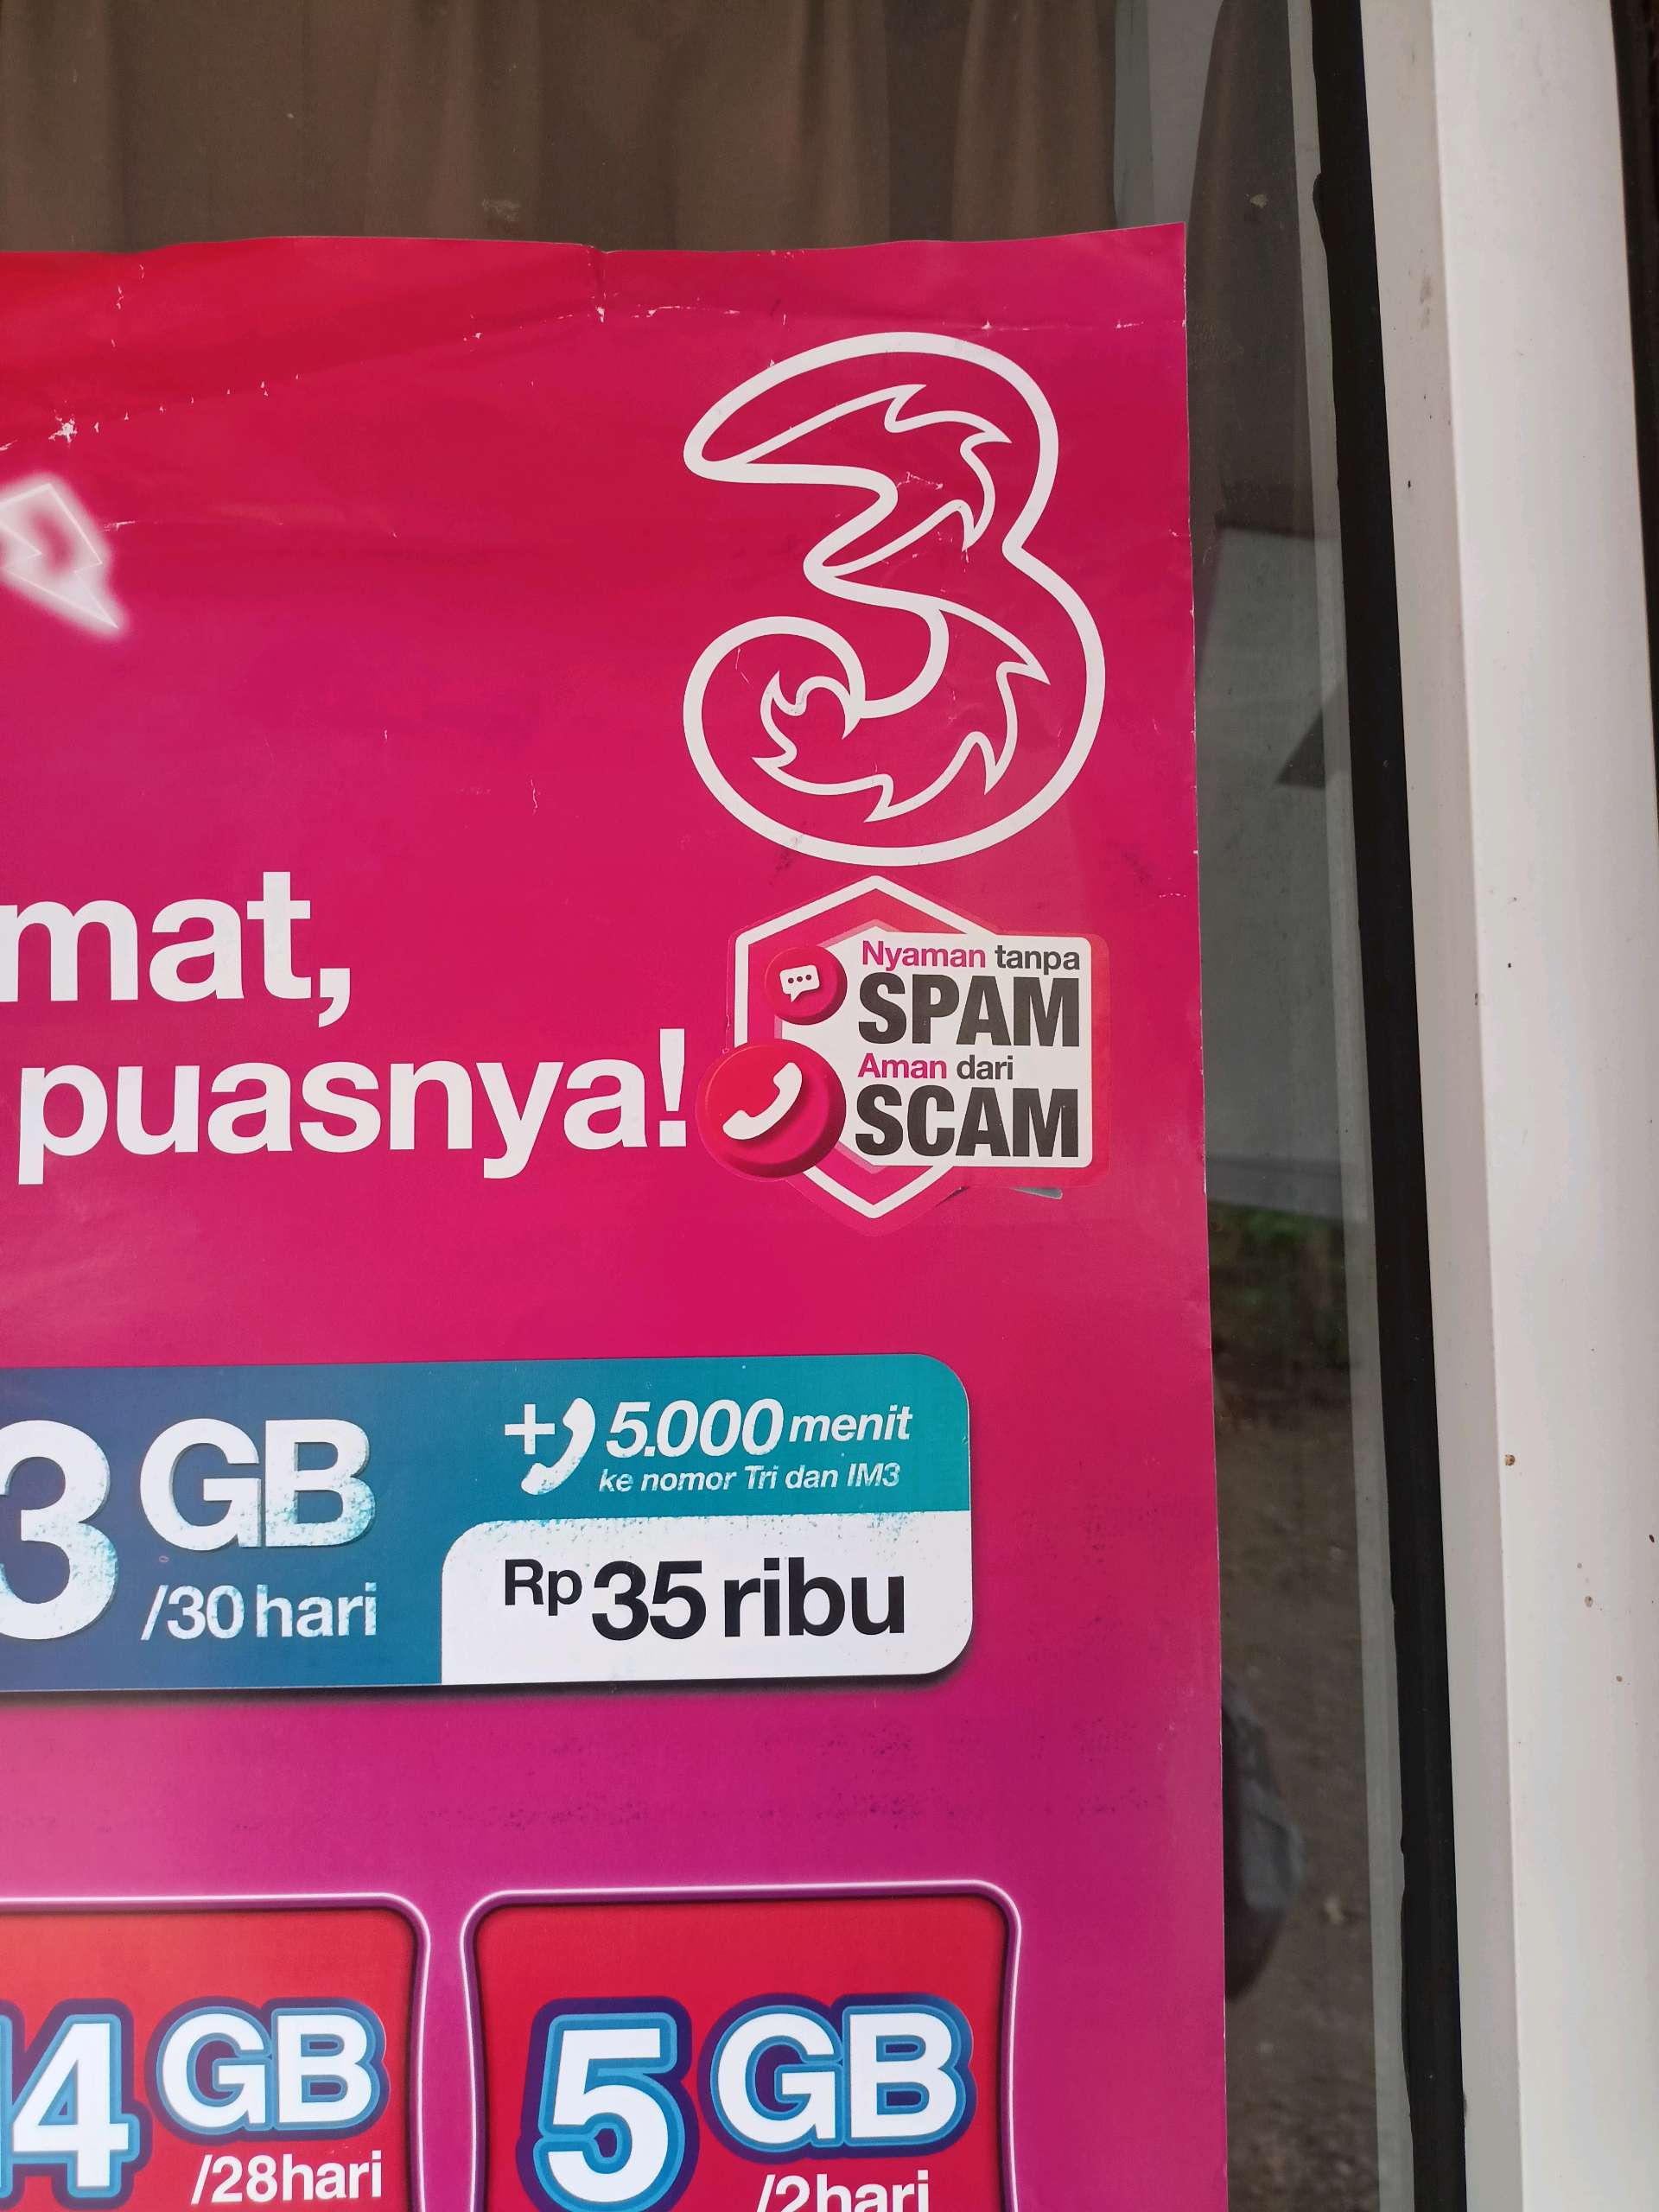 3
mat,
puasnya!
Nyaman tanpa
SPAM
Aman dari
SCAM
3 GB
/30 hari
+ 5.000 menit
ke nomor Tri dan IM3
Rp 35 ribu
4 GB
/28hari
5 GB
/2hari